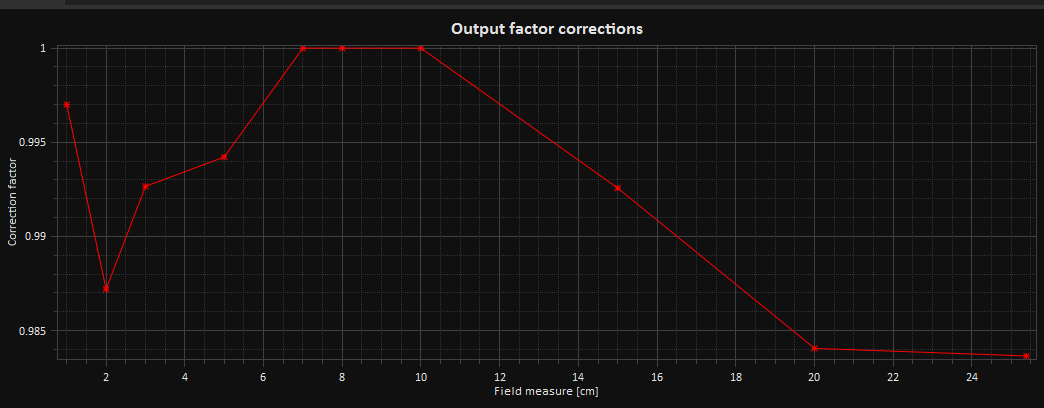 Output factor corrections
1
0.995
0.99
0.985
Correction factor
2 4 6 8 10 12 14 16 18 20 22 24
Field measure [cm]